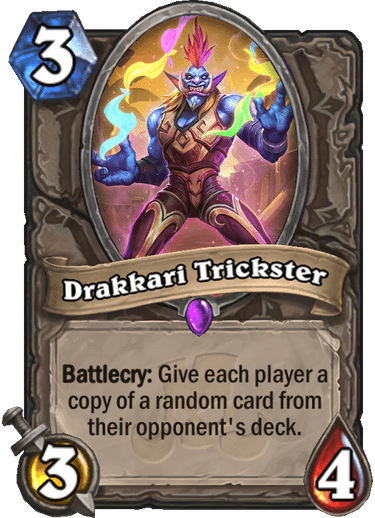 3
Drakkari Trickster
Battlecry: Give each player a
copy of a random card from
their opponent's deck.
3
4